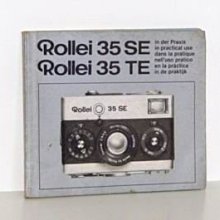 Rollei 35 SE
Rollei 35 TE
in der Praxis
in practical use
dans la pratique
nell'uso pratico
en la práctica
in de praktijk
Rollei
35 SE